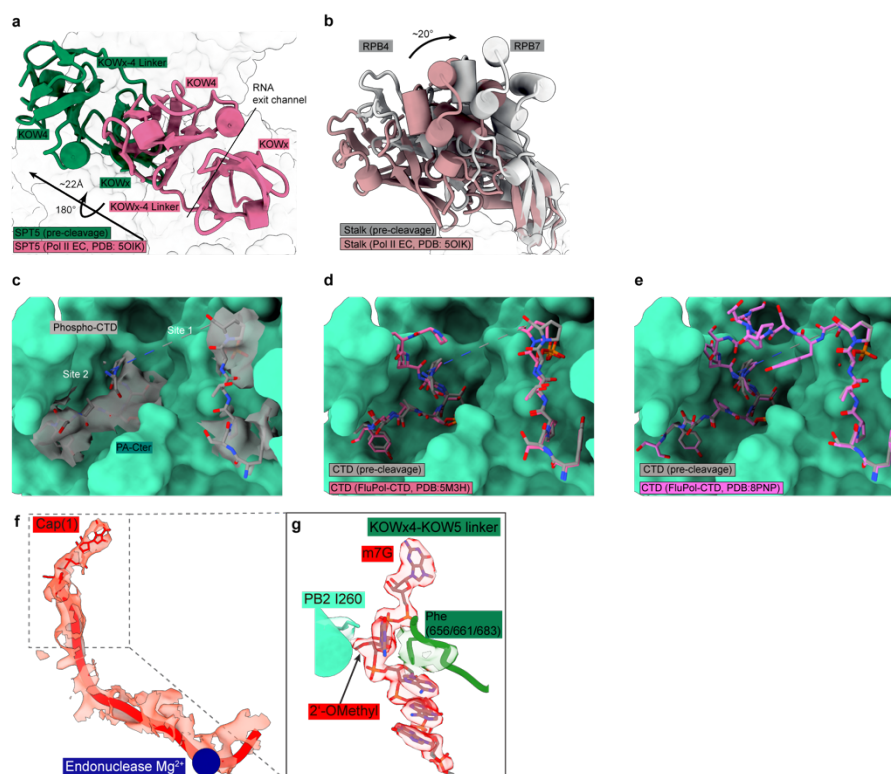 a
KOWx-4 Linker
KOW4
RNA
exit channel
KOW4
KOWx
KOWx
~22Å
180°
KOWx-4 Linker
SPT5 (pre-cleavage)
SPT5 (Pol II EC, PDB: 5OIK)
b
~20°
RPB4
RPB7
Stalk (pre-cleavage)
Stalk (Pol II EC, PDB: 5OIK)
c
Phospho-CTD
Site 1
Site 2
PA-Cter
d
CTD (pre-cleavage)
CTD (FluPol-CTD, PDB:5M3H)
e
CTD (pre-cleavage)
CTD (FluPol-CTD, PDB:8PNP)
f
Cap(1)
Endonuclease Mg²⁺
g
KOWx4-KOW5 linker
m7G
PB2 I260
Phe
(656/661/683)
2'-OMethyl